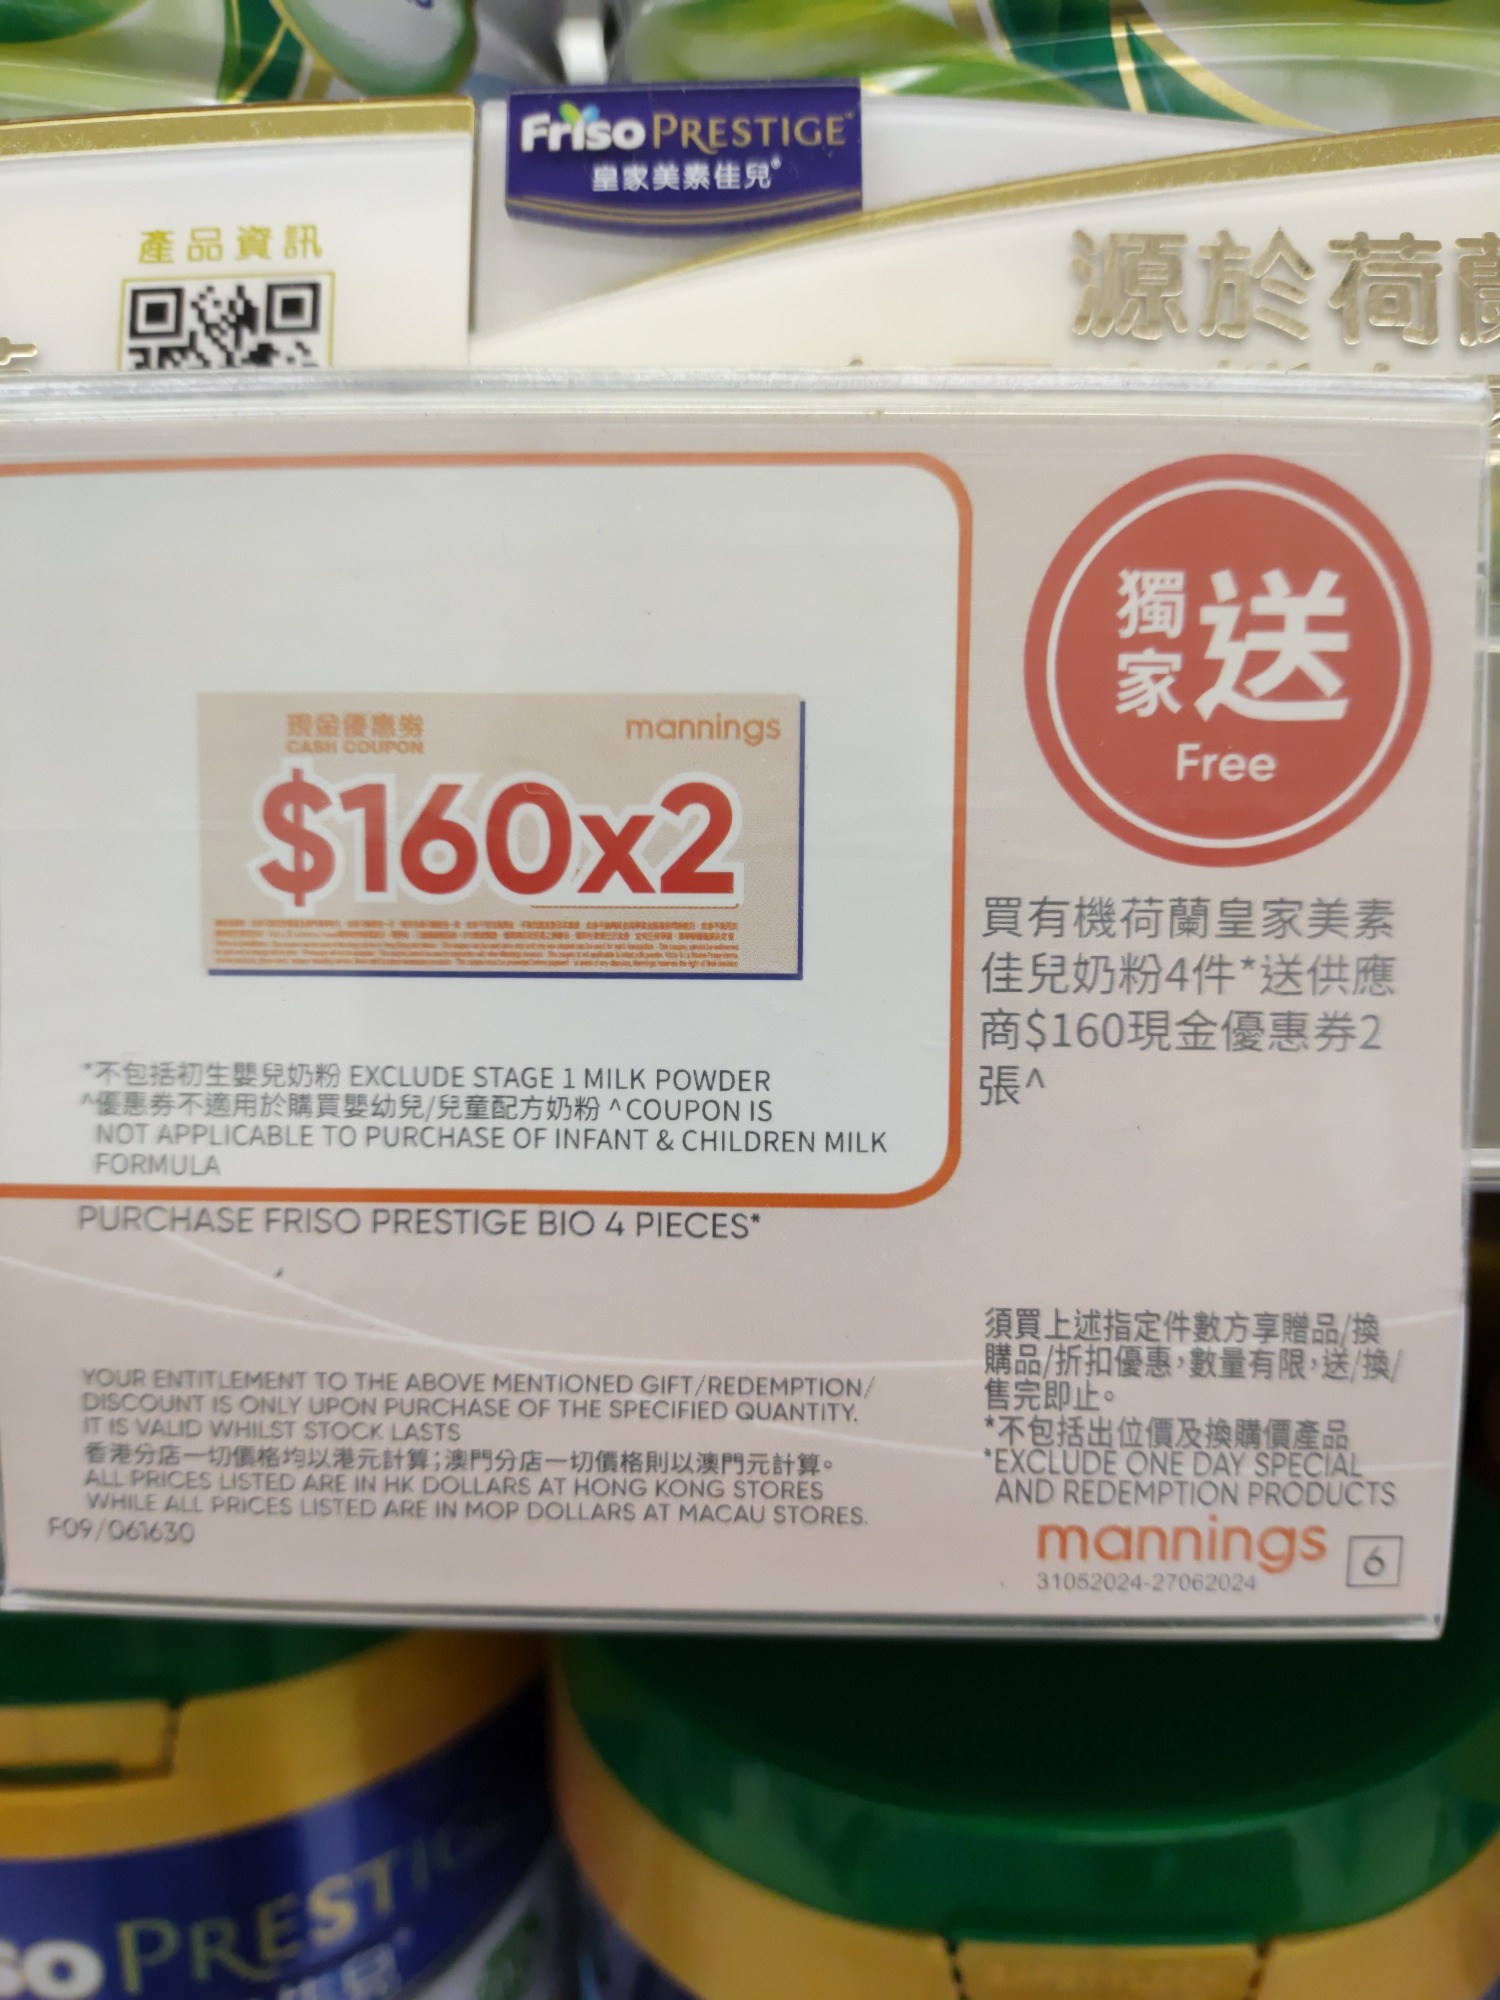 Friso PRESTIGE
皇家美素佳兒
產品資訊
源於荷蘭
獨家送
Free
現金優惠券
CASH COUPON
mannings
$160x2
買有機荷蘭皇家美素
佳兒奶粉4件*送供應
商$160現金優惠券2
張^
*不包括初生嬰兒奶粉 EXCLUDE STAGE 1 MILK POWDER
^優惠券不適用於購買嬰幼兒/兒童配方奶粉 ^COUPON IS
NOT APPLICABLE TO PURCHASE OF INFANT & CHILDREN MILK
FORMULA
PURCHASE FRISO PRESTIGE BIO 4 PIECES*
YOUR ENTITLEMENT TO THE ABOVE MENTIONED GIFT/REDEMPTION/
DISCOUNT IS ONLY UPON PURCHASE OF THE SPECIFIED QUANTITY.
IT IS VALID WHILST STOCK LASTS
香港分店一切價格均以港元計算；澳門分店一切價格則以澳門元計算。
ALL PRICES LISTED ARE IN HK DOLLARS AT HONG KONG STORES
WHILE ALL PRICES LISTED ARE IN MOP DOLLARS AT MACAU STORES.
F09/061630
須買上述指定件數方享贈品/換
購品/折扣優惠，數量有限，送/換/
售完即止。
*不包括出位價及換購價產品
*EXCLUDE ONE DAY SPECIAL
AND REDEMPTION PRODUCTS
mannings
31052024-27062024
6
so PRESTIGE